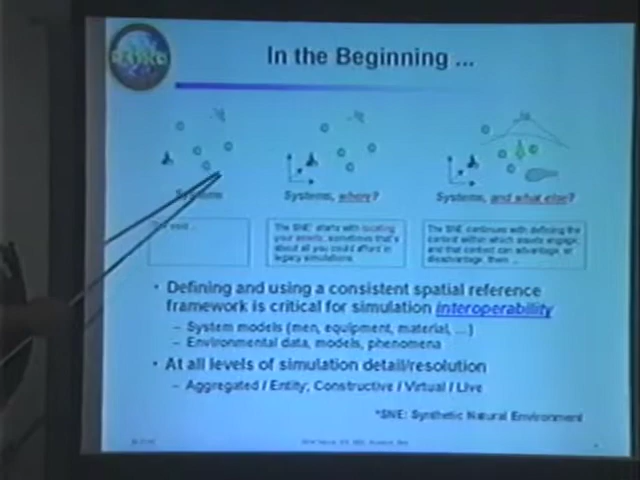 In the Beginning ...
Systems
Systems, where?
Systems, and what else?
The SNE* starts with locating
your assets, sometimes that's
about all you could afford in
legacy simulations.
The SNE continues with defining the
context within which assets engage,
and that context can advantage or
disadvantage them ...
• Defining and using a consistent spatial reference
framework is critical for simulation interoperability
– System models (men, equipment, material, ...)
– Environmental data, models, phenomena
• At all levels of simulation detail/resolution
– Aggregated / Entity; Constructive / Virtual / Live
*SNE: Synthetic Natural Environment